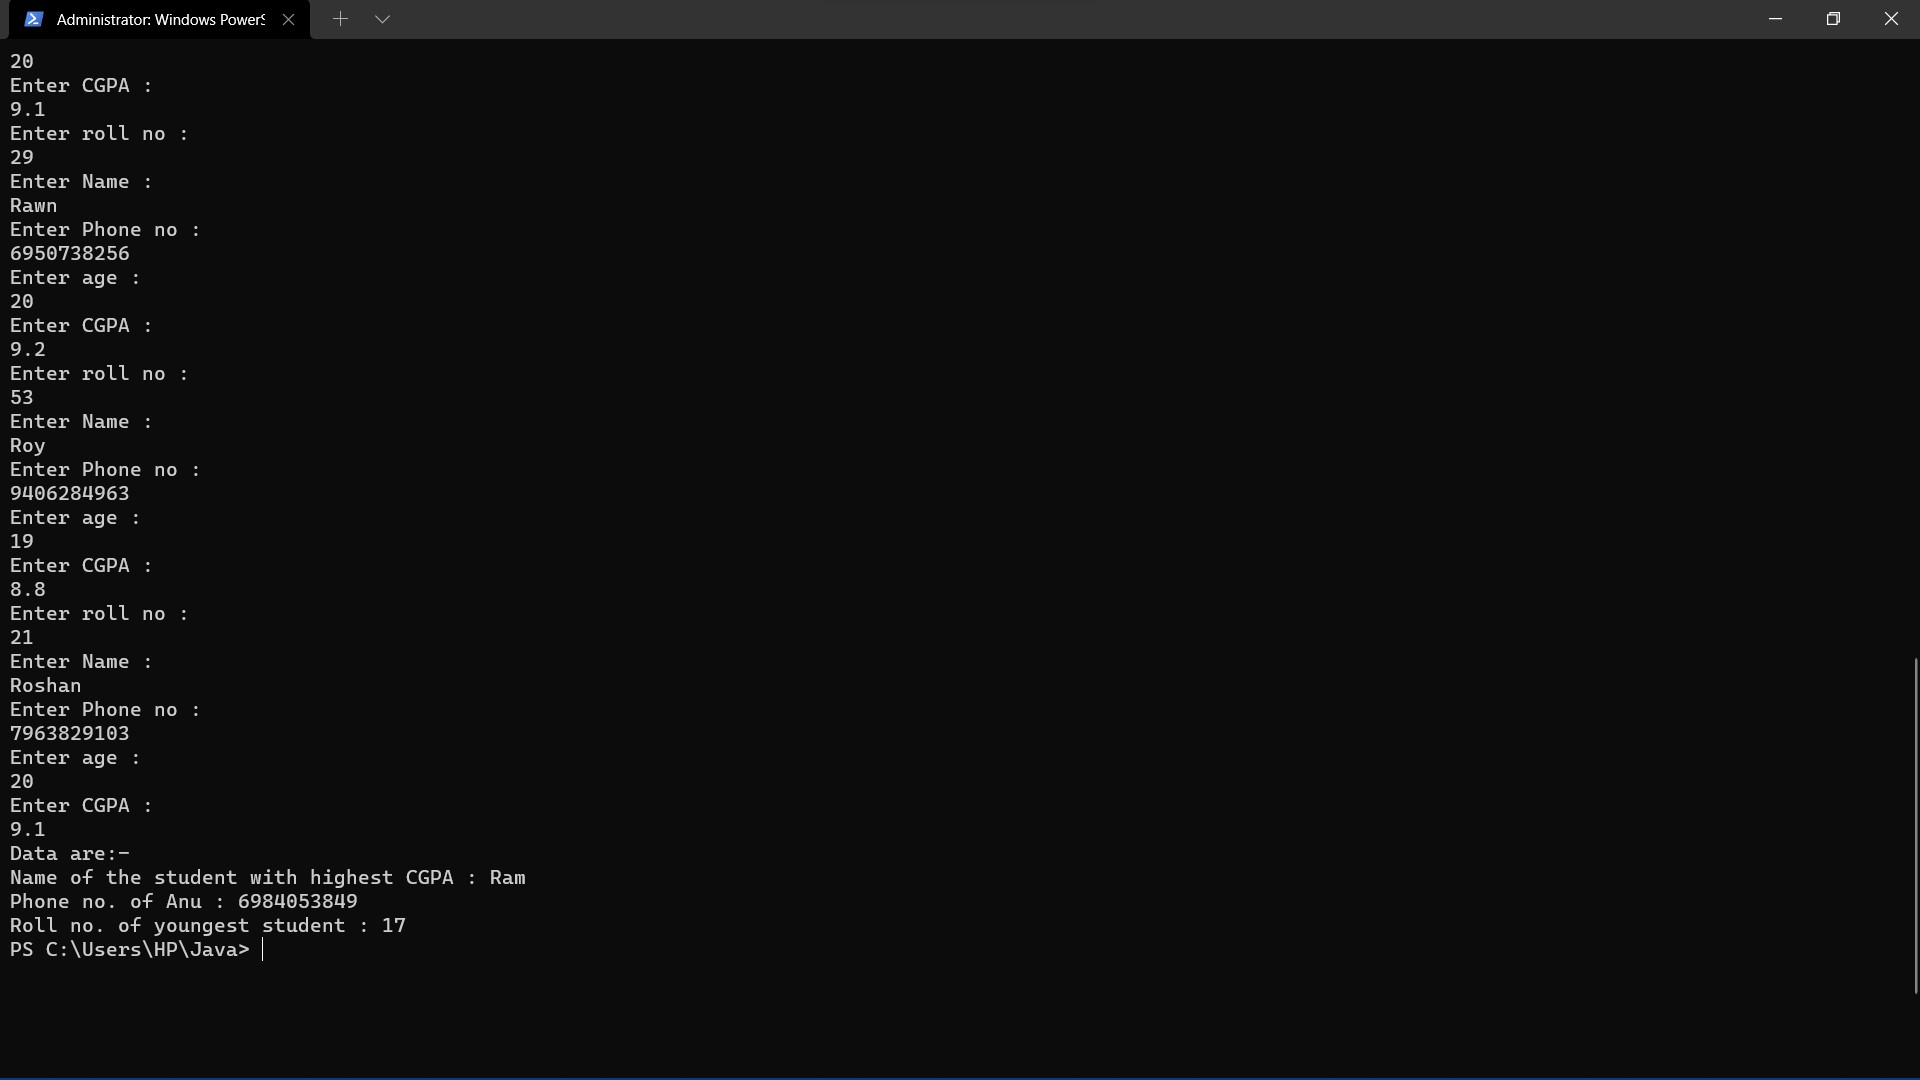 Administrator: Windows PowerS
20
Enter CGPA :
9.1
Enter roll no :
29
Enter Name :
Rawn
Enter Phone no :
6950738256
Enter age :
20
Enter CGPA :
9.2
Enter roll no :
53
Enter Name :
Roy
Enter Phone no :
9406284963
Enter age :
19
Enter CGPA :
8.8
Enter roll no :
21
Enter Name :
Roshan
Enter Phone no :
7963829103
Enter age :
20
Enter CGPA :
9.1
Data are:-
Name of the student with highest CGPA : Ram
Phone no. of Anu : 6984053849
Roll no. of youngest student : 17
PS C:\Users\HP\Java>